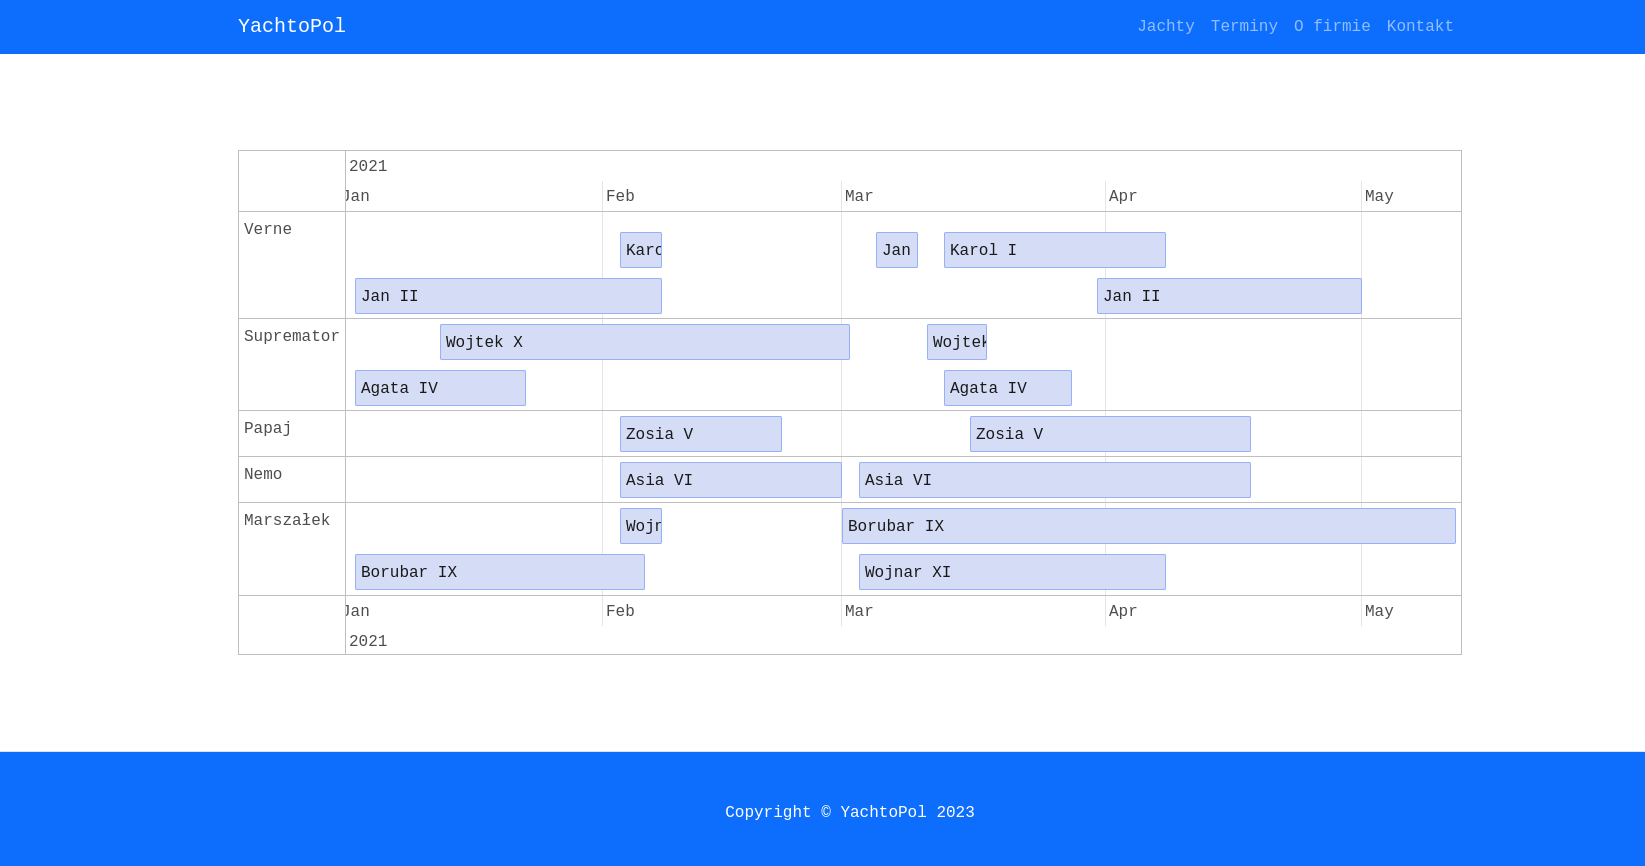 YachtoPol Jachty Terminy O firmie Kontakt
2021
Jan Feb Mar Apr May
Verne
Karo Jan Karol I
Jan II Jan II
Supremator
Wojtek X Wojtek
Agata IV Agata IV
Papaj
Zosia V Zosia V
Nemo
Asia VI Asia VI
Marszałek
Wojn Borubar IX
Borubar IX Wojnar XI
Jan Feb Mar Apr May
2021
Copyright © YachtoPol 2023